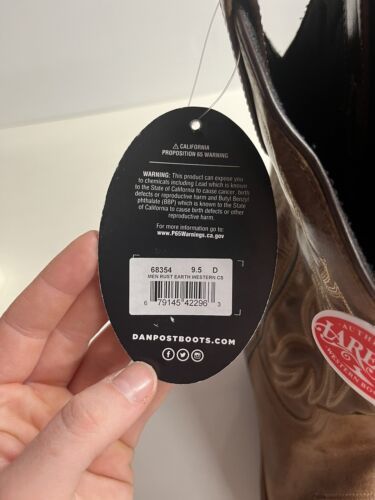 ⚠ CALIFORNIA
PROPOSITION 65 WARNING
WARNING: This product can expose you
to chemicals including Lead which is known
to the State of California to cause cancer, birth
defects or reproductive harm and Butyl Benzyl
phthalate (BBP) which is known to the State
of California to cause birth defects or other
reproductive harm.
For more information go to:
www.P65Warnings.ca.gov
68354 9.5 D
MEN RUST EARTH WESTERN CS
6 79145 42296 3
DANPOSTBOOTS.COM
AUTH
LARE
WESTERN BO